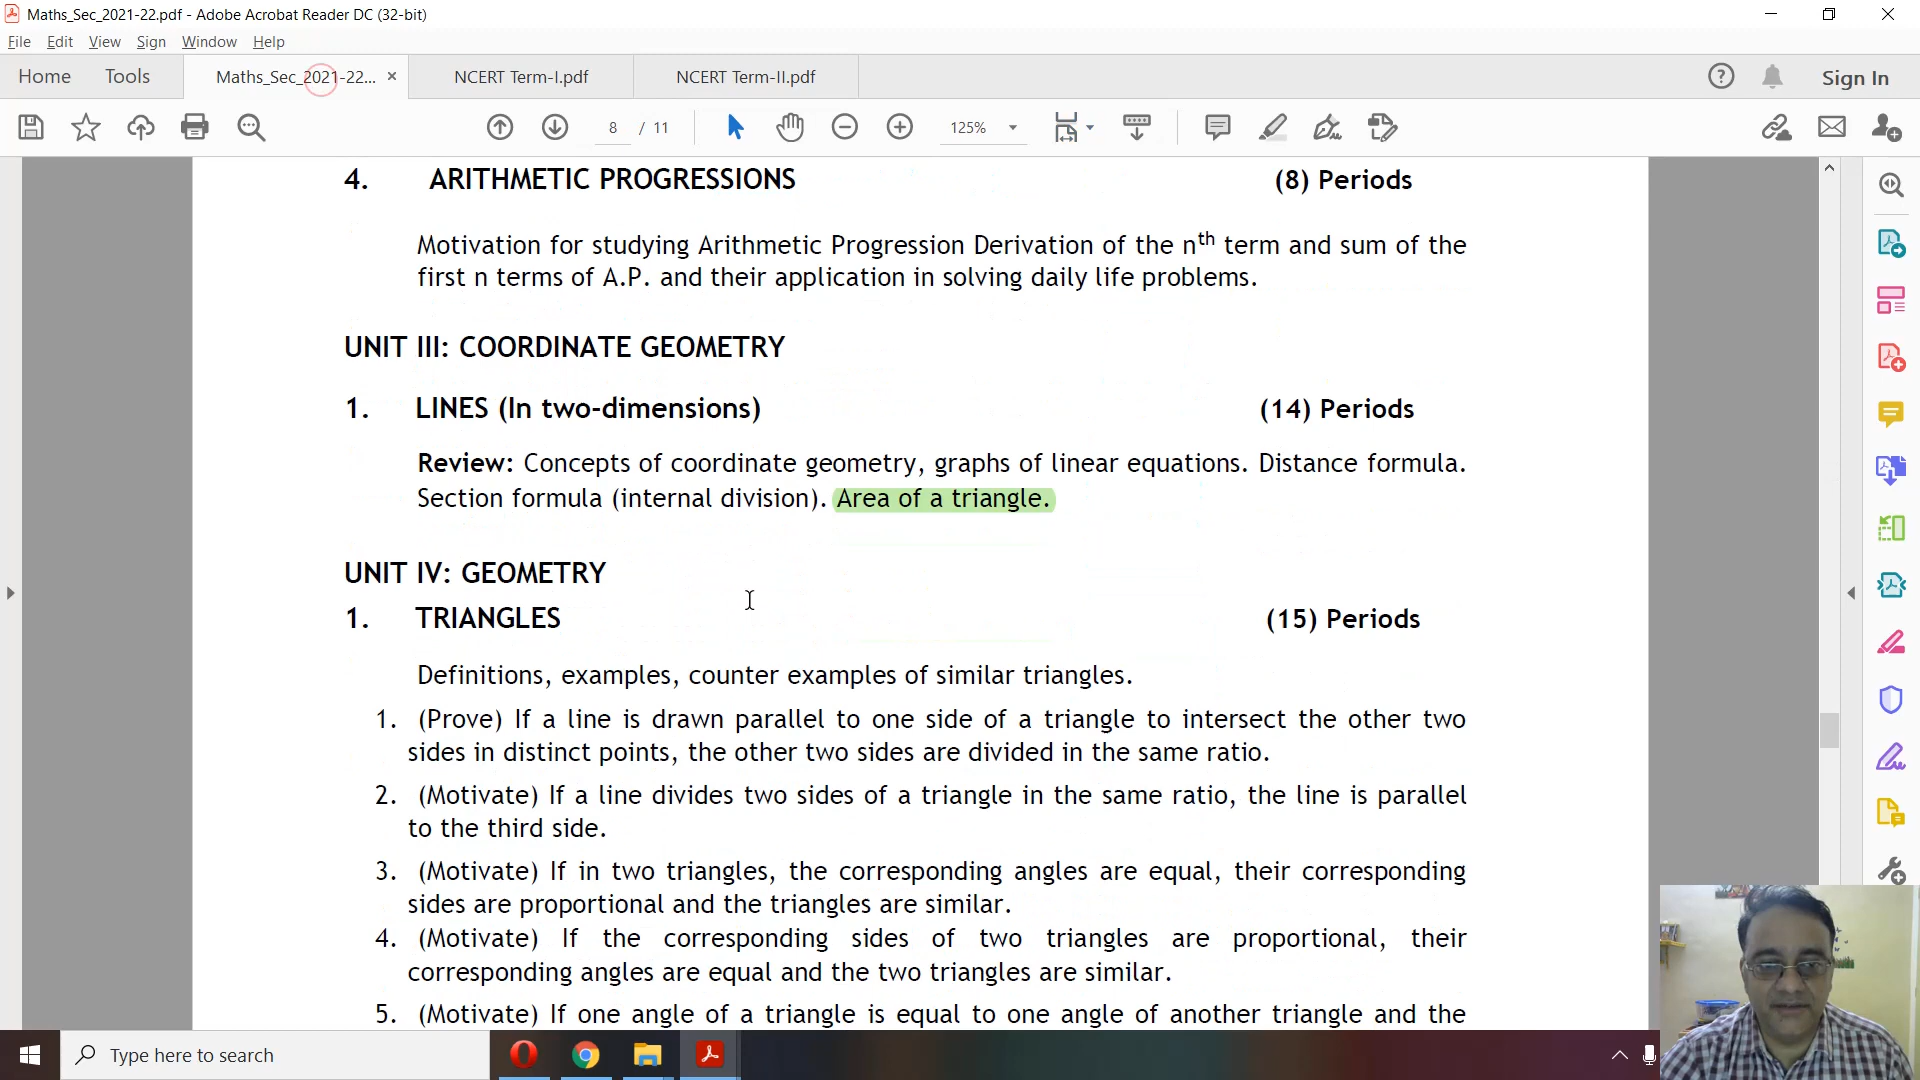 Maths_Sec_2021-22.pdf - Adobe Acrobat Reader DC (32-bit)
File Edit View Sign Window Help
Home Tools Maths_Sec_2021-22... × NCERT Term-I.pdf NCERT Term-II.pdf Sign In
8 / 11 125%
4. ARITHMETIC PROGRESSIONS (8) Periods
Motivation for studying Arithmetic Progression Derivation of the nth term and sum of the
first n terms of A.P. and their application in solving daily life problems.
UNIT III: COORDINATE GEOMETRY
1. LINES (In two-dimensions) (14) Periods
Review: Concepts of coordinate geometry, graphs of linear equations. Distance formula.
Section formula (internal division). Area of a triangle.
UNIT IV: GEOMETRY
1. TRIANGLES (15) Periods
Definitions, examples, counter examples of similar triangles.
1. (Prove) If a line is drawn parallel to one side of a triangle to intersect the other two
sides in distinct points, the other two sides are divided in the same ratio.
2. (Motivate) If a line divides two sides of a triangle in the same ratio, the line is parallel
to the third side.
3. (Motivate) If in two triangles, the corresponding angles are equal, their corresponding
sides are proportional and the triangles are similar.
4. (Motivate) If the corresponding sides of two triangles are proportional, their
corresponding angles are equal and the two triangles are similar.
5. (Motivate) If one angle of a triangle is equal to one angle of another triangle and the
Type here to search